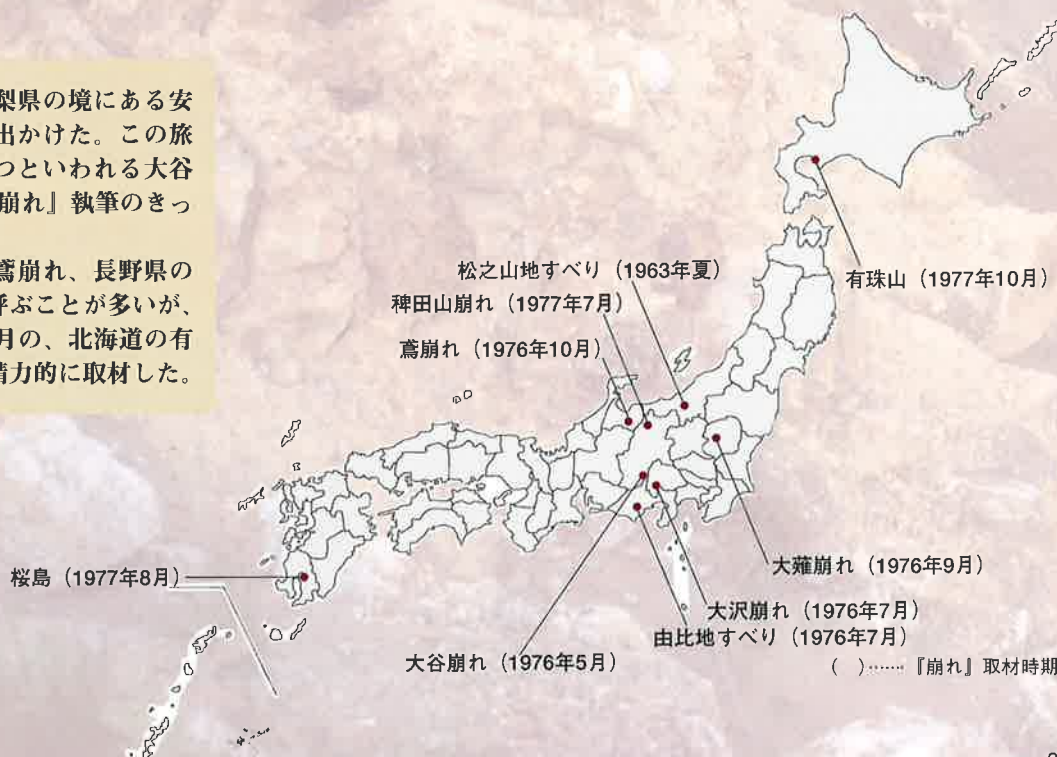 梨県の境にある安
出かけた。この旅
つといわれる大谷
崩れ』執筆のきっ
鳶崩れ、長野県の
呼ぶことが多いが、
月の、北海道の有
精力的に取材した。
松之山地すべり（1963年夏）
稗田山崩れ（1977年7月）
鳶崩れ（1976年10月）
有珠山（1977年10月）
桜島（1977年8月）
大薙崩れ（1976年9月）
大沢崩れ（1976年7月）
由比地すべり（1976年7月）
大谷崩れ（1976年5月）
（　）……『崩れ』取材時期